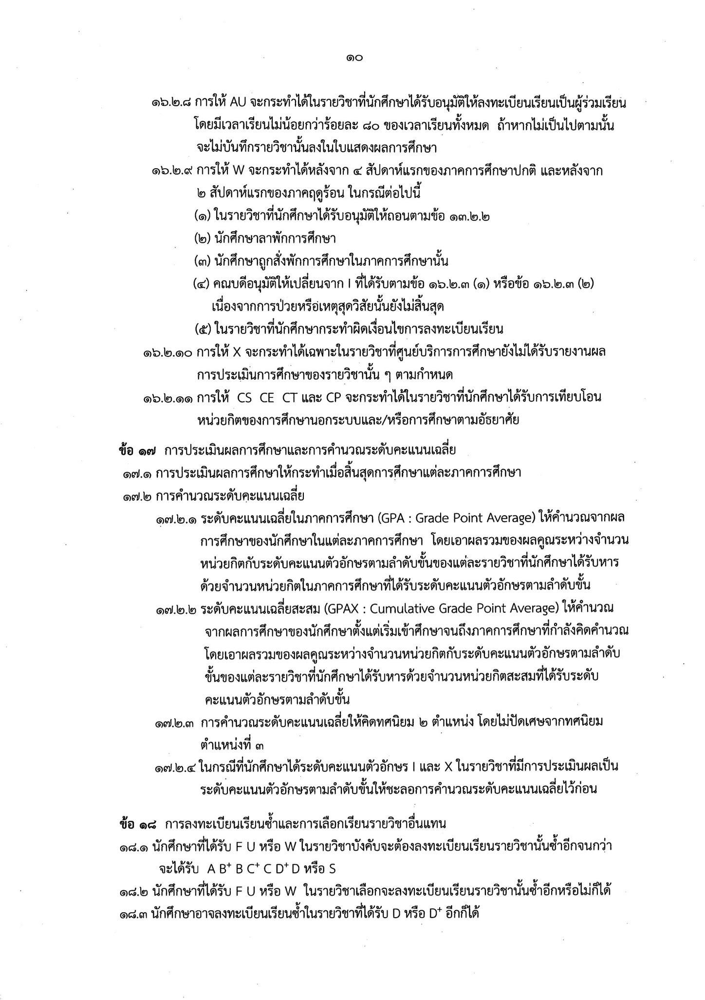 ๑๐
๑๖.๒.๘ การให้ AU จะกระทำได้ในรายวิชาที่นักศึกษาได้รับอนุมัติให้ลงทะเบียนเรียนเป็นผู้ร่วมเรียน
โดยมีเวลาเรียนไม่น้อยกว่าร้อยละ ๘๐ ของเวลาเรียนทั้งหมด ถ้าหากไม่เป็นไปตามนั้น
จะไม่บันทึกรายวิชานั้นลงในใบแสดงผลการศึกษา
๑๖.๒.๙ การให้ W จะกระทำได้หลังจาก ๔ สัปดาห์แรกของภาคการศึกษาปกติ และหลังจาก
๒ สัปดาห์แรกของภาคฤดูร้อน ในกรณีต่อไปนี้
(๑) ในรายวิชาที่นักศึกษาได้รับอนุมัติให้ถอนตามข้อ ๑๓.๒.๒
(๒) นักศึกษาลาพักการศึกษา
(๓) นักศึกษาถูกสั่งพักการศึกษาในภาคการศึกษานั้น
(๔) คณบดีอนุมัติให้เปลี่ยนจาก I ที่ได้รับตามข้อ ๑๖.๒.๓ (๑) หรือข้อ ๑๖.๒.๓ (๒)
เนื่องจากการป่วยหรือเหตุสุดวิสัยนั้นยังไม่สิ้นสุด
(๕) ในรายวิชาที่นักศึกษากระทำผิดเงื่อนไขการลงทะเบียนเรียน
๑๖.๒.๑๐ การให้ X จะกระทำได้เฉพาะในรายวิชาที่ศูนย์บริการการศึกษายังไม่ได้รับรายงานผล
การประเมินการศึกษาของรายวิชานั้น ๆ ตามกำหนด
๑๖.๒.๑๑ การให้ CS CE CT และ CP จะกระทำได้ในรายวิชาที่นักศึกษาได้รับการเทียบโอน
หน่วยกิตของการศึกษานอกระบบและ/หรือการศึกษาตามอัธยาศัย
ข้อ ๑๗ การประเมินผลการศึกษาและการคำนวณระดับคะแนนเฉลี่ย
๑๗.๑ การประเมินผลการศึกษาให้กระทำเมื่อสิ้นสุดการศึกษาแต่ละภาคการศึกษา
๑๗.๒ การคำนวณระดับคะแนนเฉลี่ย
๑๗.๒.๑ ระดับคะแนนเฉลี่ยในภาคการศึกษา (GPA : Grade Point Average) ให้คำนวณจากผล
การศึกษาของนักศึกษาในแต่ละภาคการศึกษา โดยเอาผลรวมของผลคูณระหว่างจำนวน
หน่วยกิตกับระดับคะแนนตัวอักษรตามลำดับขั้นของแต่ละรายวิชาที่นักศึกษาได้รับหาร
ด้วยจำนวนหน่วยกิตในภาคการศึกษาที่ได้รับระดับคะแนนตัวอักษรตามลำดับขั้น
๑๗.๒.๒ ระดับคะแนนเฉลี่ยสะสม (GPAX : Cumulative Grade Point Average) ให้คำนวณ
จากผลการศึกษาของนักศึกษาตั้งแต่เริ่มเข้าศึกษาจนถึงภาคการศึกษาที่กำลังคิดคำนวณ
โดยเอาผลรวมของผลคูณระหว่างจำนวนหน่วยกิตกับระดับคะแนนตัวอักษรตามลำดับ
ขั้นของแต่ละรายวิชาที่นักศึกษาได้รับหารด้วยจำนวนหน่วยกิตสะสมที่ได้รับระดับ
คะแนนตัวอักษรตามลำดับขั้น
๑๗.๒.๓ การคำนวณระดับคะแนนเฉลี่ยให้คิดทศนิยม ๒ ตำแหน่ง โดยไม่ปัดเศษจากทศนิยม
ตำแหน่งที่ ๓
๑๗.๒.๔ ในกรณีที่นักศึกษาได้ระดับคะแนนตัวอักษร I และ X ในรายวิชาที่มีการประเมินผลเป็น
ระดับคะแนนตัวอักษรตามลำดับขั้นให้ชะลอการคำนวณระดับคะแนนเฉลี่ยไว้ก่อน
ข้อ ๑๘ การลงทะเบียนเรียนซ้ำและการเลือกเรียนรายวิชาอื่นแทน
๑๘.๑ นักศึกษาที่ได้รับ F U หรือ W ในรายวิชาบังคับจะต้องลงทะเบียนเรียนรายวิชานั้นซ้ำอีกจนกว่า
จะได้รับ A B⁺ B C⁺ C D⁺ D หรือ S
๑๘.๒ นักศึกษาที่ได้รับ F U หรือ W ในรายวิชาเลือกจะลงทะเบียนเรียนรายวิชานั้นซ้ำอีกหรือไม่ก็ได้
๑๘.๓ นักศึกษาอาจลงทะเบียนเรียนซ้ำในรายวิชาที่ได้รับ D หรือ D⁺ อีกก็ได้